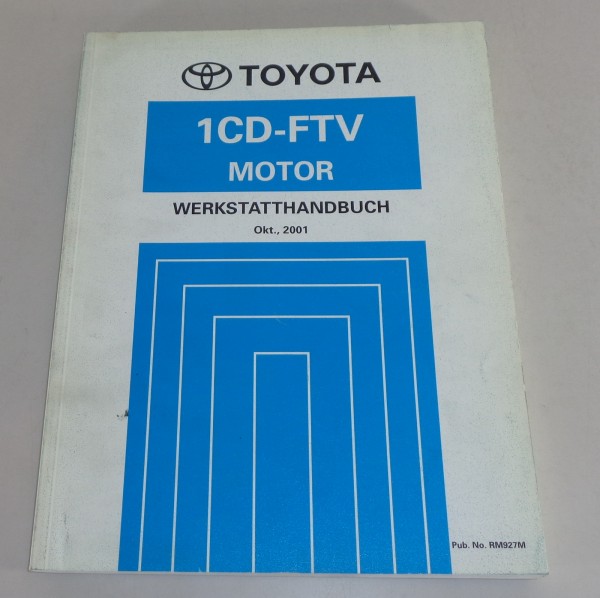 TOYOTA
1CD-FTV
MOTOR
WERKSTATTHANDBUCH
Okt., 2001
Pub. No. RM927M